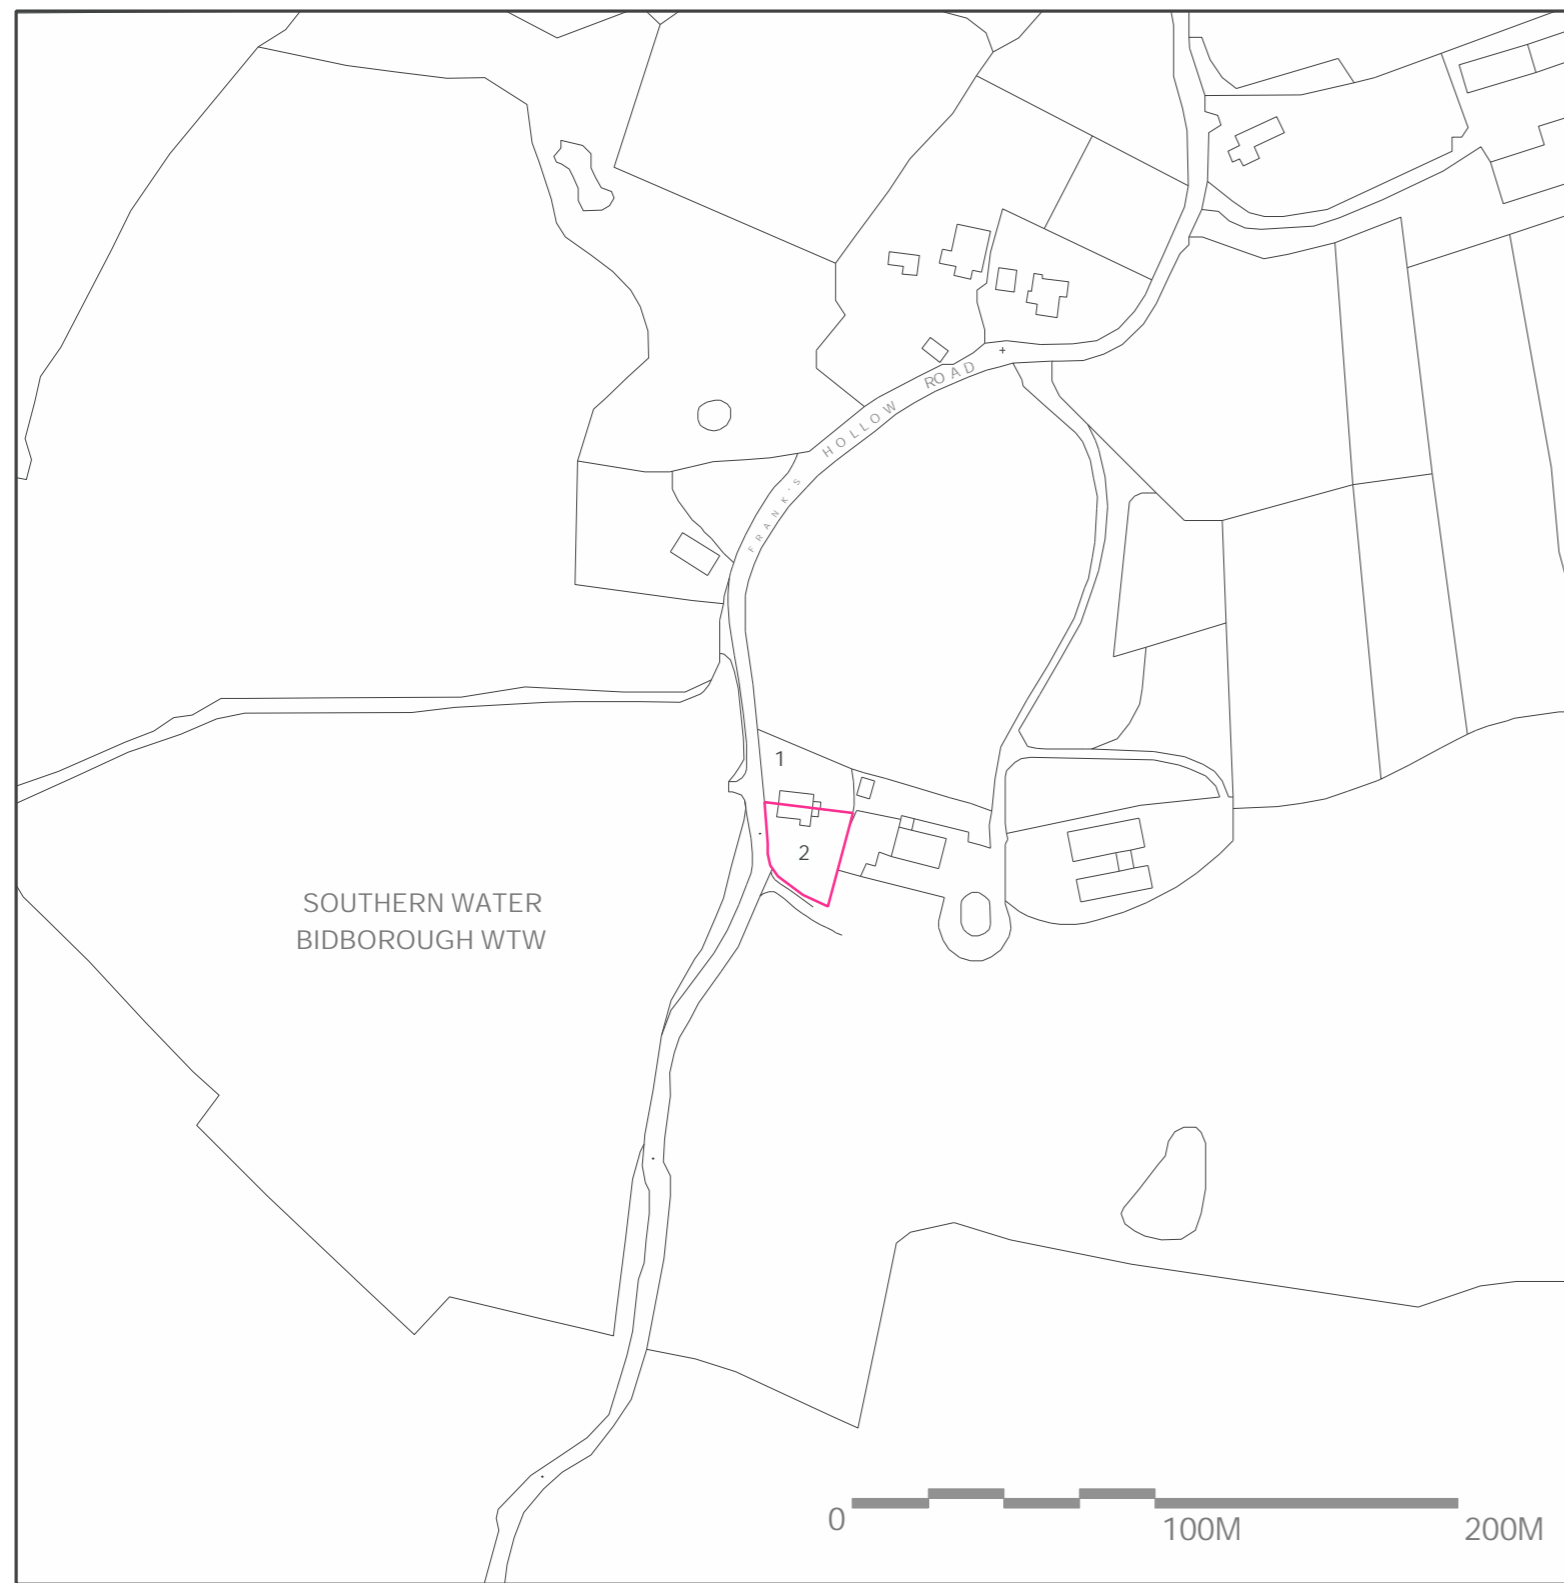 FRANK'S HOLLOW ROAD
1
2
SOUTHERN WATER
BIDBOROUGH WTW
0 100M 200M